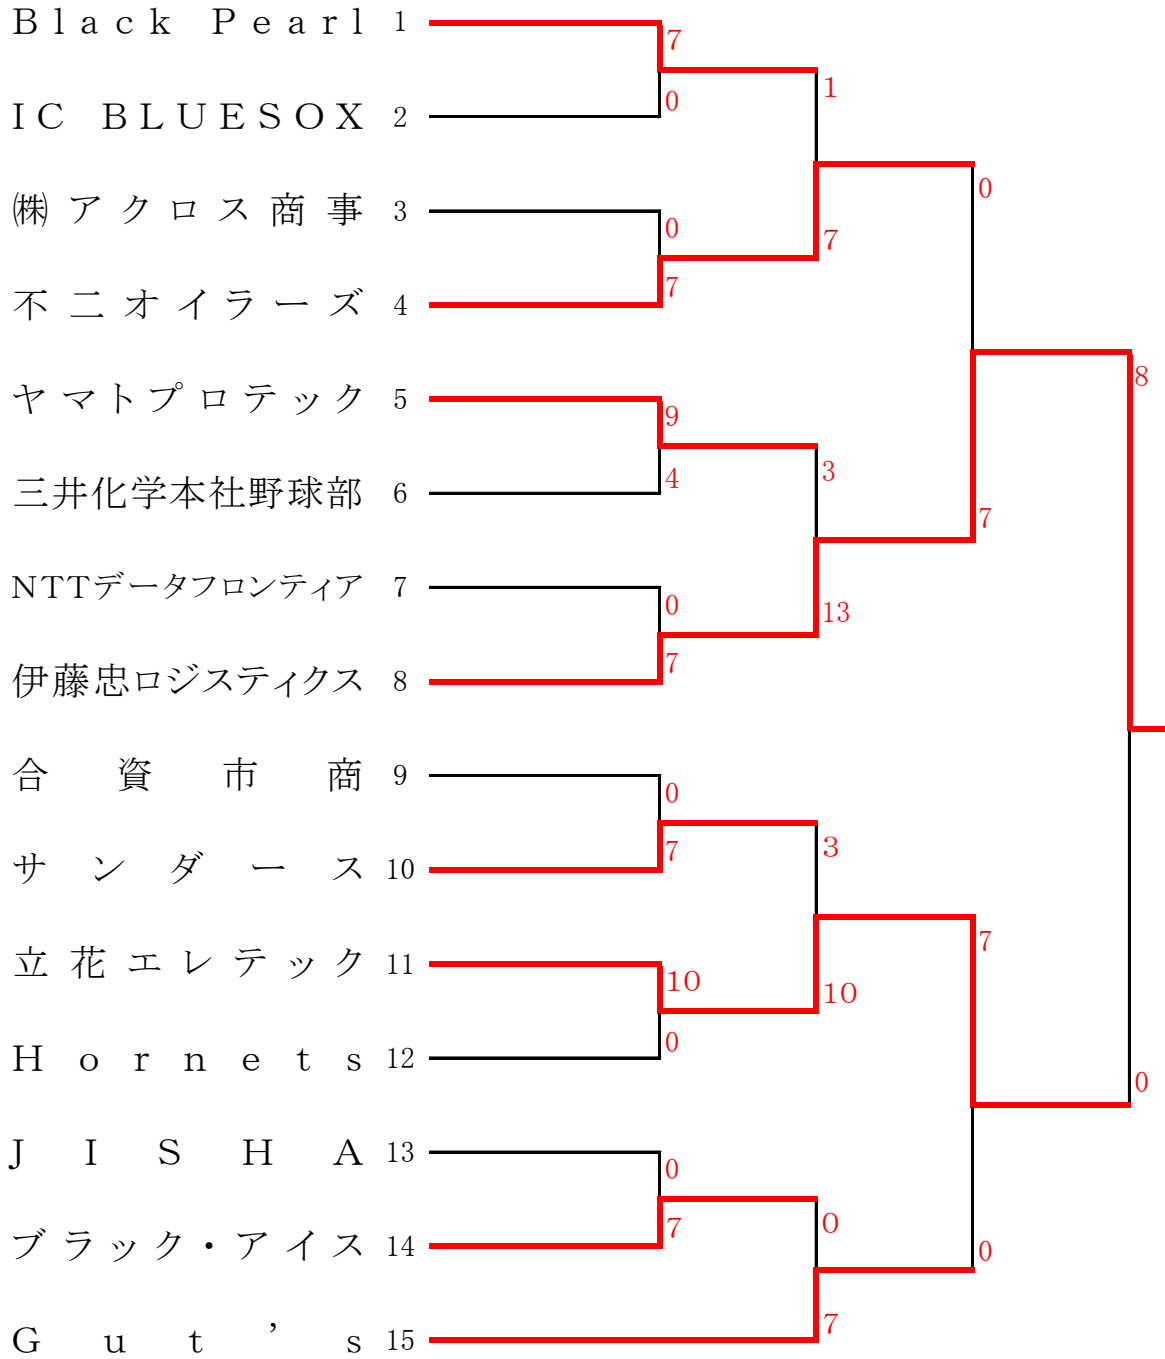 Black Pearl 1
7
1
0
IC BLUESOX 2
0
㈱アクロス商事 3
0
7
不二オイラーズ 4
7
8
ヤマトプロテック 5
9
3
三井化学本社野球部 6
4
7
NTTデータフロンティア 7
0
13
伊藤忠ロジスティクス 8
7
合資市商 9
0
3
サンダース 10
7
7
立花エレテック 11
10
10
Hornets 12
0
0
JISHA 13
0
0
ブラック・アイス 14
7
0
Gut’s 15
7